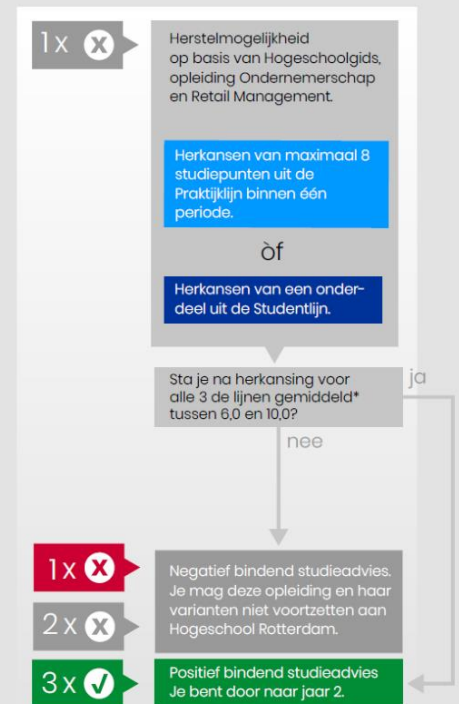 1x
Herstelmogelijkheid
op basis van Hogeschoolgids,
opleiding Ondernemerschap
en Retail Management.
Herkansen van maximaal 8
studiepunten uit de
Praktijklijn binnen één
periode.
òf
Herkansen van een onder-
deel uit de Studentlijn.
Sta je na herkansing voor
alle 3 de lijnen gemiddeld*
tussen 6,0 en 10,0?
ja
nee
1x
2x
Negatief bindend studieadvies.
Je mag deze opleiding en haar
varianten niet voortzetten aan
Hogeschool Rotterdam.
3x
Positief bindend studieadvies
Je bent door naar jaar 2.